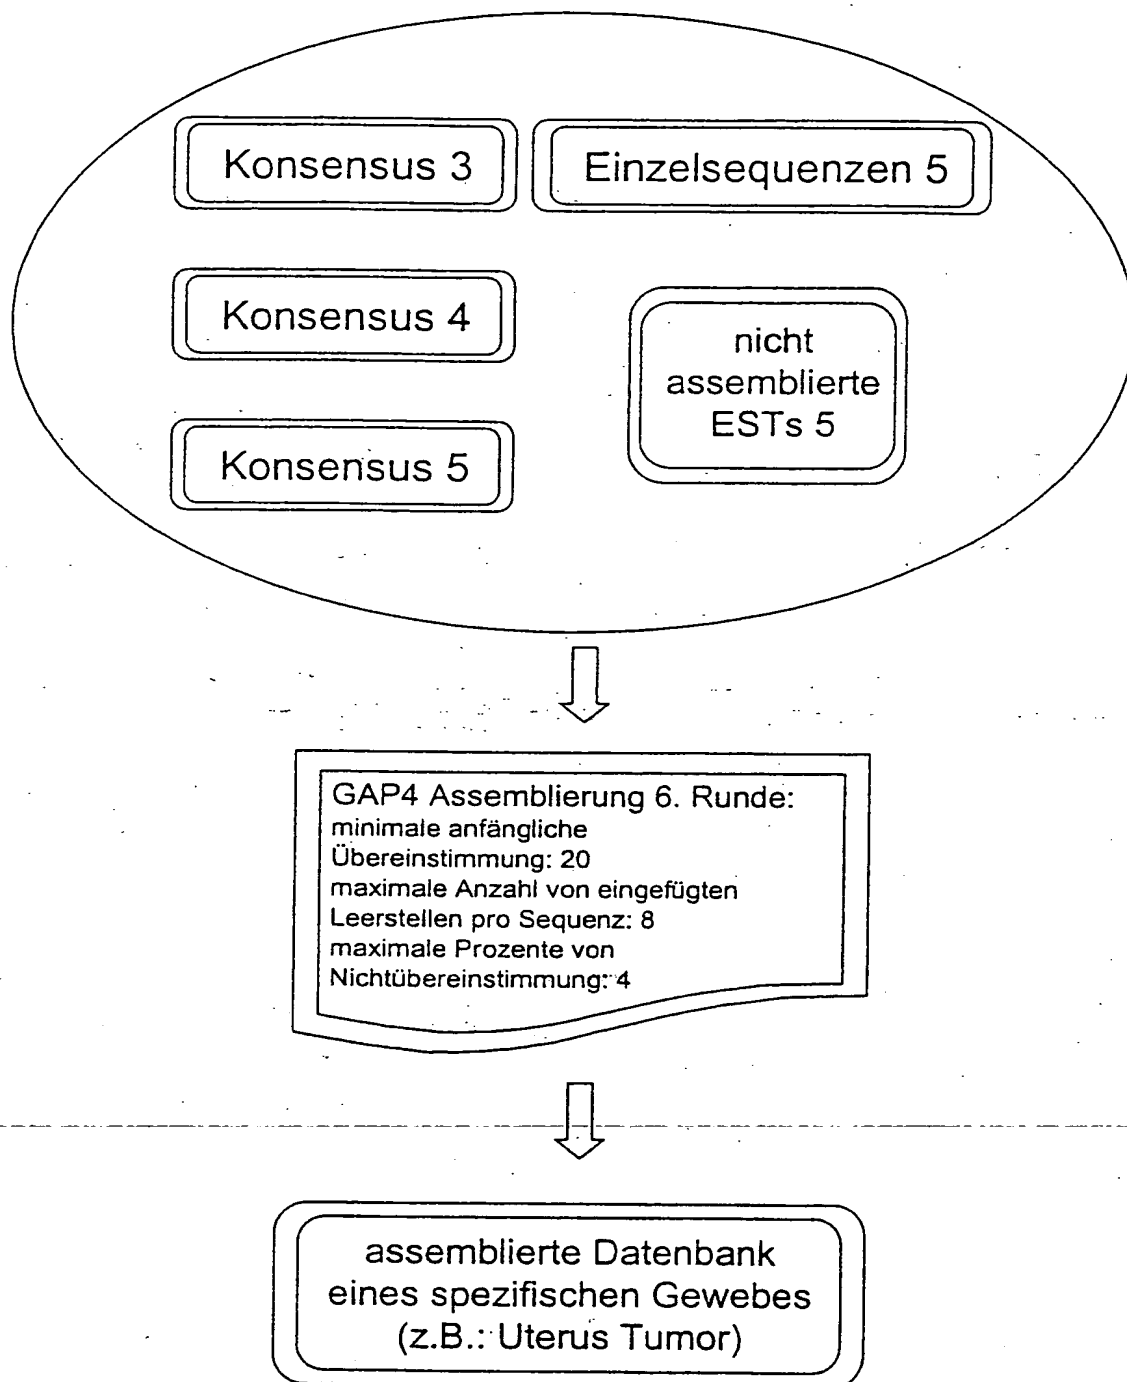 Konsensus 3
Einzelsequenzen 5
Konsensus 4
nicht
assemblierte
ESTs 5
Konsensus 5
GAP4 Assemblierung 6. Runde:
minimale anfängliche
Übereinstimmung: 20
maximale Anzahl von eingefügten
Leerstellen pro Sequenz: 8
maximale Prozente von
Nichtübereinstimmung: 4
assemblierte Datenbank
eines spezifischen Gewebes
(z.B.: Uterus Tumor)